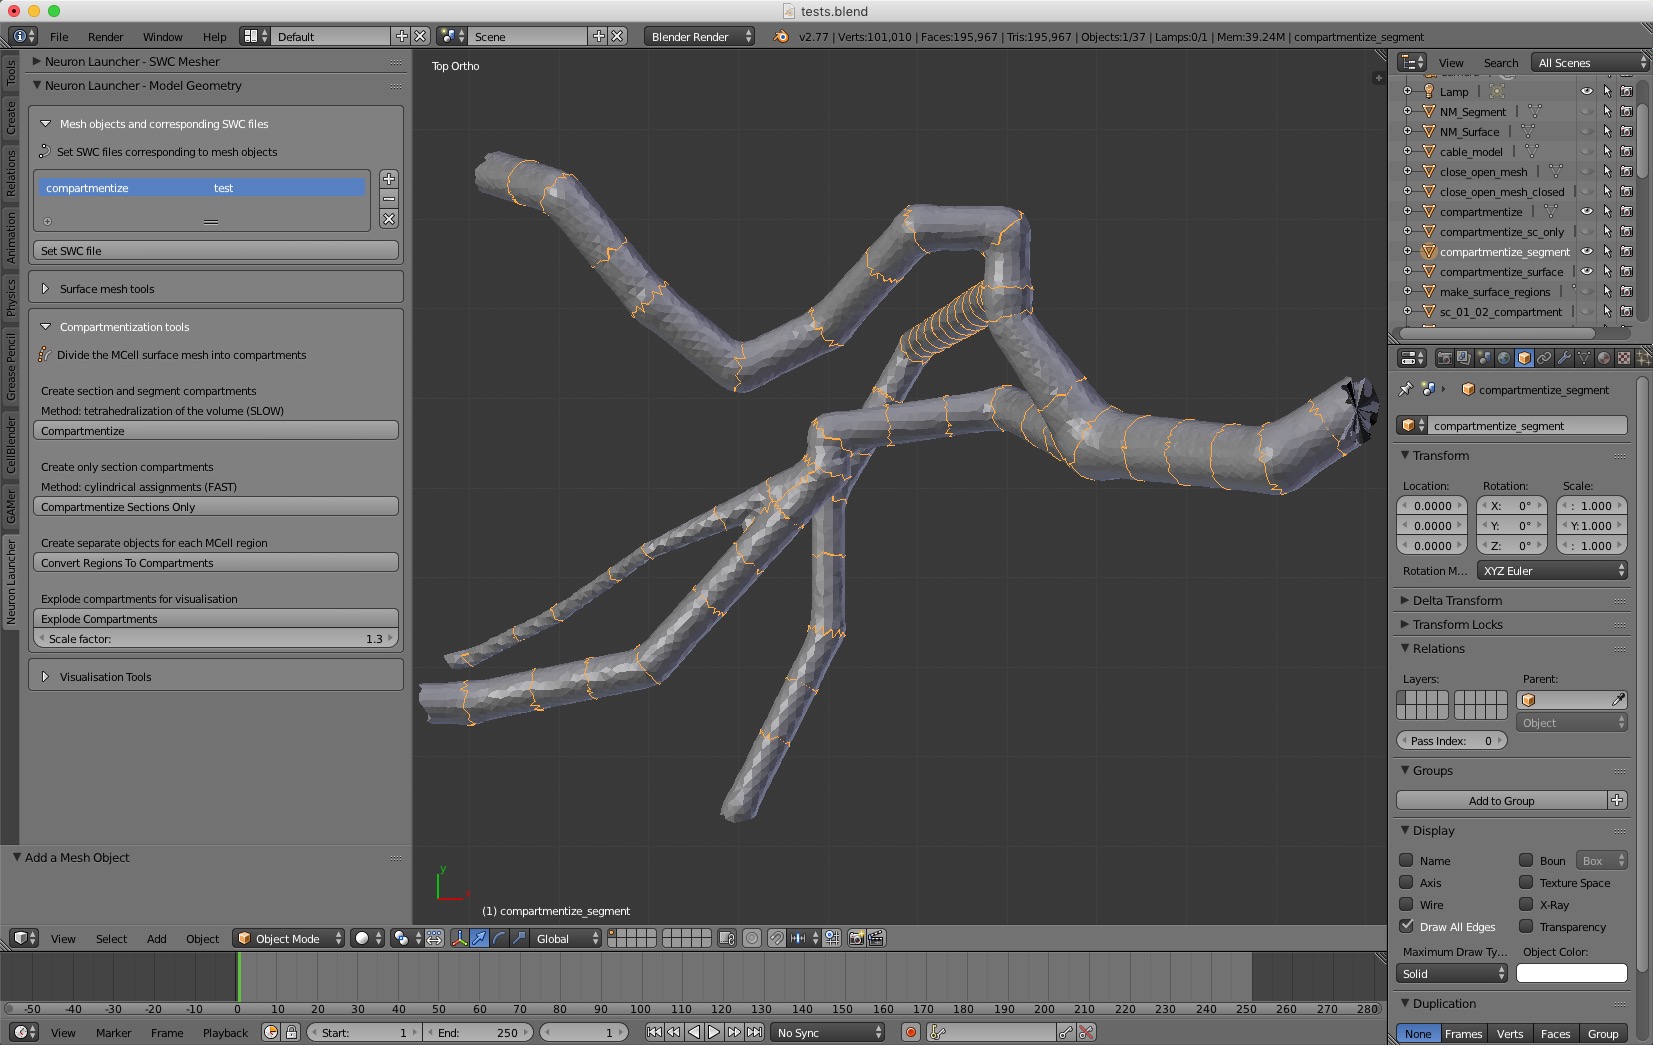 tests.blend
File Render Window Help Default Scene Blender Render v2.77 | Verts:101,010 | Faces:195,967 | Tris:195,967 | Objects:1/37 | Lamps:0/1 | Mem:39.24M | compartmentize_segment
Tools
Create
Relations
Animation
Physics
Grease Pencil
CellBlender
GAMer
Neuron Launcher
Neuron Launcher - SWC Mesher
Neuron Launcher - Model Geometry
Mesh objects and corresponding SWC files
Set SWC files corresponding to mesh objects
compartmentize test
Set SWC file
Surface mesh tools
Compartmentization tools
Divide the MCell surface mesh into compartments
Create section and segment compartments
Method: tetrahedralization of the volume (SLOW)
Compartmentize
Create only section compartments
Method: cylindrical assignments (FAST)
Compartmentize Sections Only
Create separate objects for each MCell region
Convert Regions To Compartments
Explode compartments for visualisation
Explode Compartments
Scale factor: 1.3
Visualisation Tools
Add a Mesh Object
Top Ortho
y
x
(1) compartmentize_segment
View Select Add Object Object Mode Global
View Search All Scenes
Lamp
NM_Segment
NM_Surface
cable_model
close_open_mesh
close_open_mesh_closed
compartmentize
compartmentize_sc_only
compartmentize_segment
compartmentize_surface
make_surface_regions
sc_01_02_compartment
compartmentize_segment
compartmentize_segment
Transform
Location: Rotation: Scale:
0.0000 X: 0° : 1.000
0.0000 Y: 0° Y: 1.000
0.0000 Z: 0° : 1.000
Rotation M... XYZ Euler
Delta Transform
Transform Locks
Relations
Layers: Parent:
Object
Pass Index: 0
Groups
Add to Group
Display
Name Boun Box
Axis Texture Space
Wire X-Ray
Draw All Edges Transparency
Maximum Draw Ty... Object Color:
Solid
Duplication
None Frames Verts Faces Group
-50 -40 -30 -20 -10 0 10 20 30 40 50 60 70 80 90 100 110 120 130 140 150 160 170 180 190 200 210 220 230 240 250 260 270 280
View Marker Frame Playback Start: 1 End: 250 1 No Sync